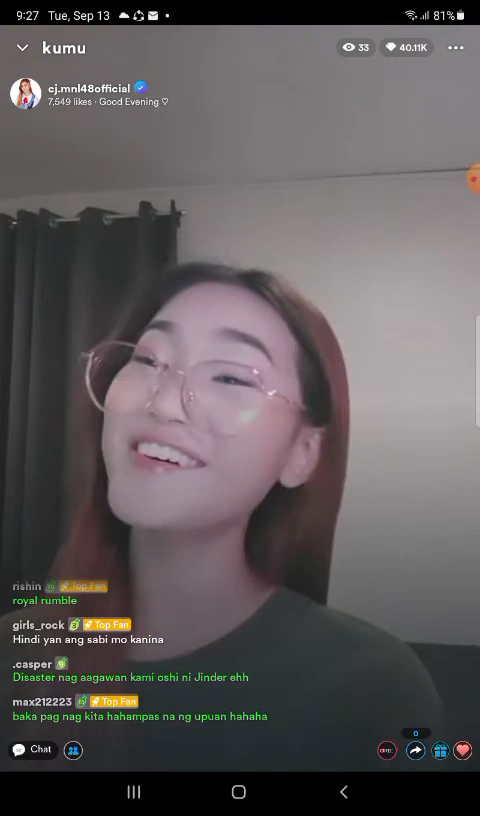 9:27 Tue, Sep 13 81%
kumu
33 40.11K
cj.mnl48official
7,549 likes · Good Evening ♡
rishin Top Fan
royal rumble
girls_rock Top Fan
Hindi yan ang sabi mo kanina
.casper
Disaster nag aagawan kami oshi ni Jinder ehh
max212223 Top Fan
baka pag nag kita hahampas na ng upuan hahaha
0
Chat